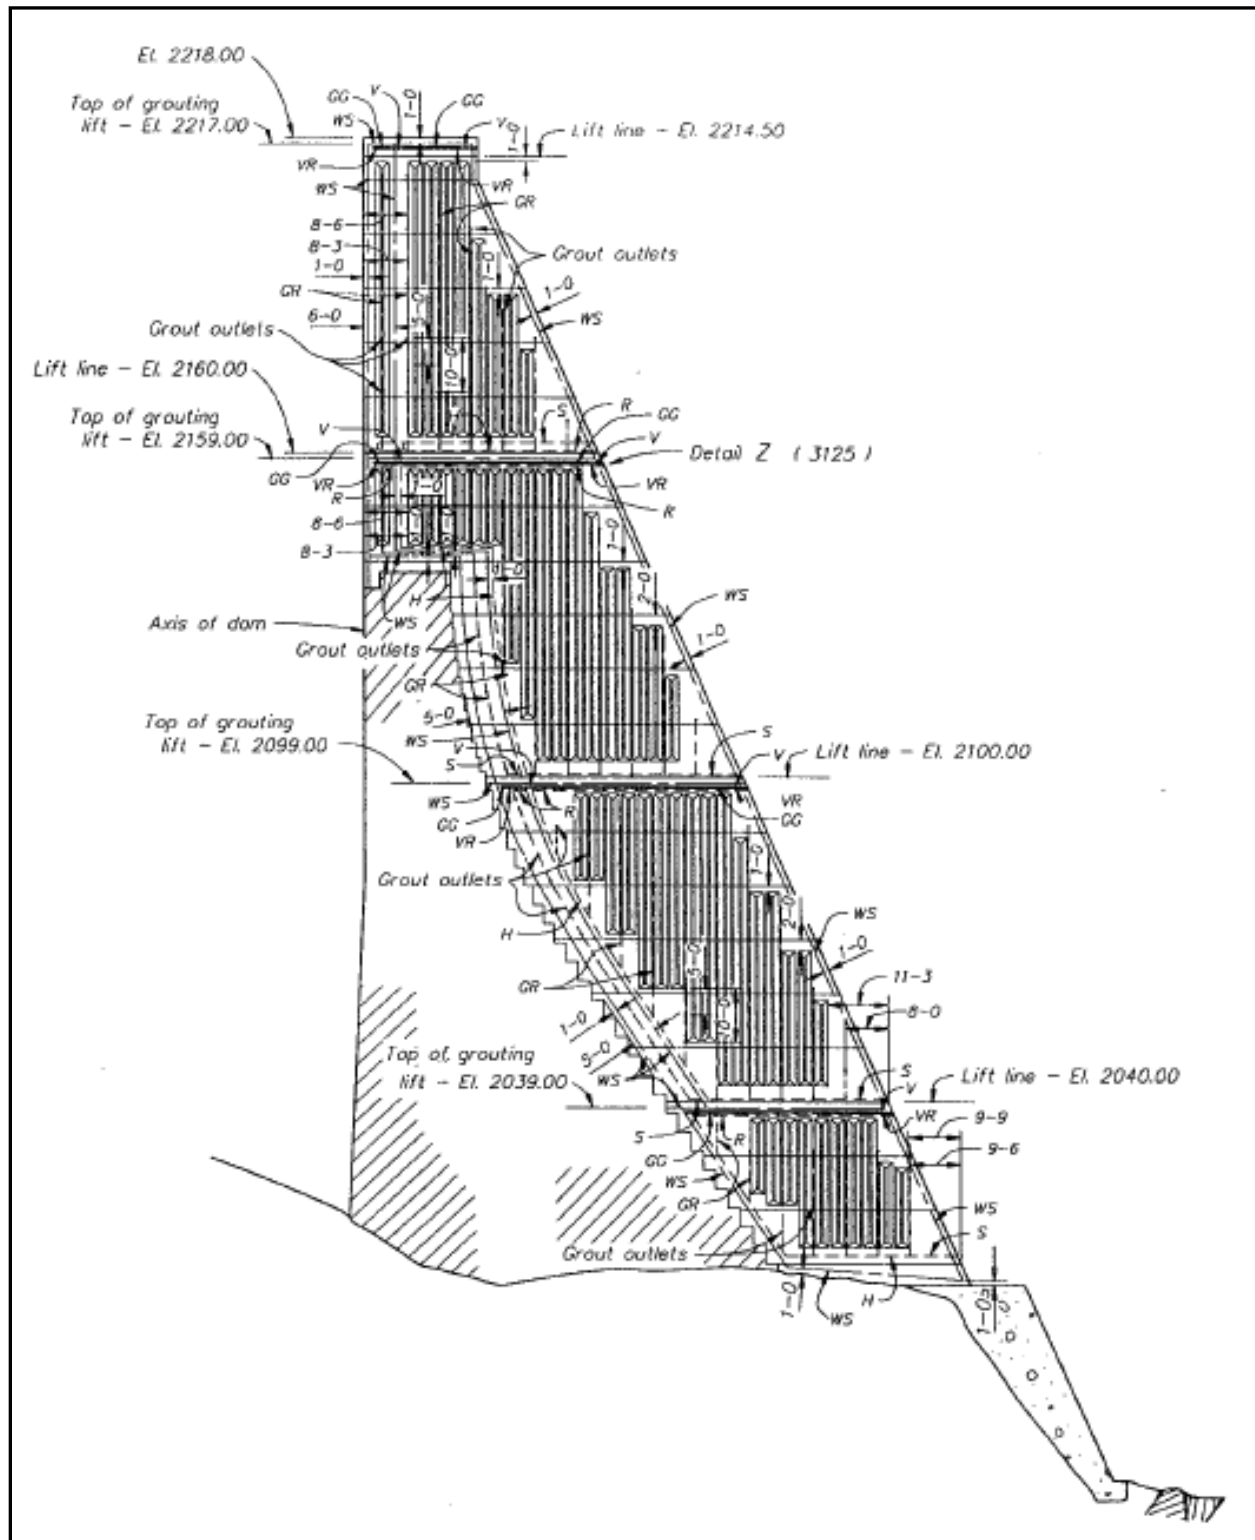 El. 2218.00
Top of grouting
lift - El. 2217.00
GG
V
1-0
GG
WS
V
1-0
Lift line - El. 2214.50
VR
WS
VR
GR
8-6
8-3
Grout outlets
1-0
1-0
GR
5-0
1-0
6-0
WS
Grout outlets
10-0
Lift line - El. 2160.00
Top of grouting
lift - El. 2159.00
V
S
R
GG
V
Detail Z (3125)
GG
VR
R
1-0
VR
R
8-6
8-3
1-0
1-0
2-0
H
WS
WS
Axis of dam
Grout outlets
1-0
GR
5-0
Top of grouting
lift - El. 2099.00
WS
V
S
S
V
Lift line - El. 2100.00
WS
GG
VR
R
VR
GG
1-0
Grout outlets
2-0
WS
H
1-0
5-0
11-3
GR
8-0
10-0
1-0
5-0
Top of grouting
lift - El. 2039.00
WS
S
V
Lift line - El. 2040.00
S
R
VR
9-9
GG
9-6
WS
GR
WS
S
Grout outlets
1-0
WS
H
1-0